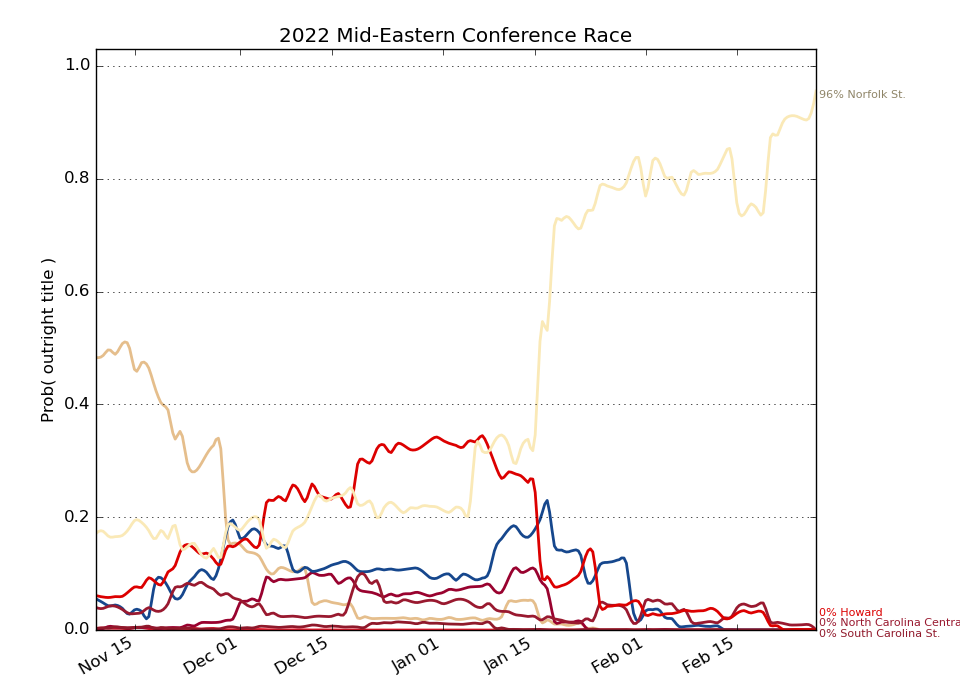 2022 Mid-Eastern Conference Race
Prob( outright title )
1.0
0.8
0.6
0.4
0.2
0.0
Nov 15
Dec 01
Dec 15
Jan 01
Jan 15
Feb 01
Feb 15
96% Norfolk St.
0% Howard
0% North Carolina Centra
0% South Carolina St.